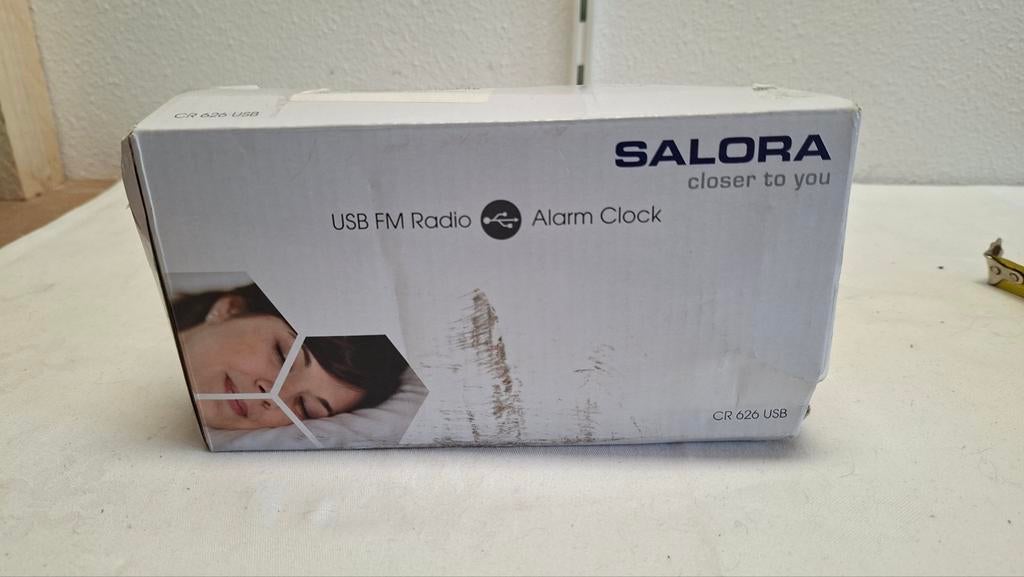 CR 626 USB
SALORA
closer to you
USB FM Radio Alarm Clock
CR 626 USB